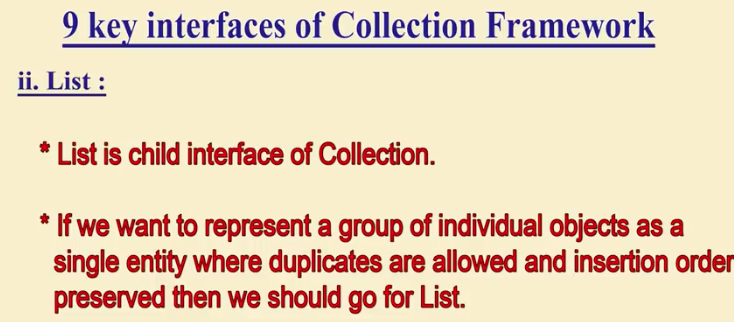 9 key interfaces of Collection Framework
ii. List :
* List is child interface of Collection.
* If we want to represent a group of individual objects as a
single entity where duplicates are allowed and insertion order
preserved then we should go for List.